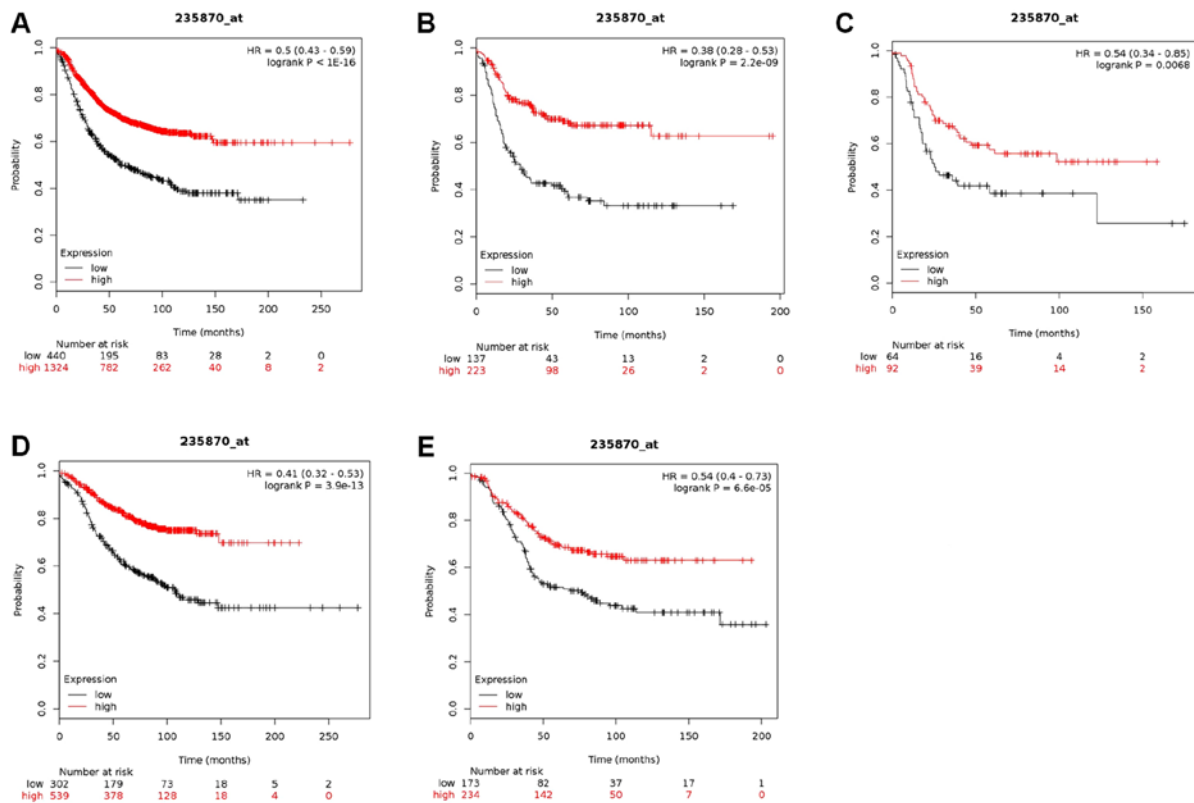 A
235870_at
HR = 0.5 (0.43 - 0.59)
logrank P < 1E-16
Probability
1.0
0.8
0.6
0.4
0.2
0.0
Expression
low
high
0 50 100 150 200 250
Time (months)
Number at risk
low 440 195 83 28 2 0
high 1324 782 262 40 8 2
B
235870_at
HR = 0.38 (0.28 - 0.53)
logrank P = 2.2e-09
Probability
1.0
0.8
0.6
0.4
0.2
0.0
Expression
low
high
0 50 100 150 200
Time (months)
Number at risk
low 137 43 13 2 0
high 223 98 26 2 0
C
235870_at
HR = 0.54 (0.34 - 0.85)
logrank P = 0.0068
Probability
1.0
0.8
0.6
0.4
0.2
0.0
Expression
low
high
0 50 100 150
Time (months)
Number at risk
low 64 16 4 2
high 92 39 14 2
D
235870_at
HR = 0.41 (0.32 - 0.53)
logrank P = 3.9e-13
Probability
1.0
0.8
0.6
0.4
0.2
0.0
Expression
low
high
0 50 100 150 200 250
Time (months)
Number at risk
low 302 179 73 18 5 2
high 539 378 128 18 4 0
E
235870_at
HR = 0.54 (0.4 - 0.73)
logrank P = 6.6e-05
Probability
1.0
0.8
0.6
0.4
0.2
0.0
Expression
low
high
0 50 100 150 200
Time (months)
Number at risk
low 173 82 37 17 1
high 234 142 50 7 0